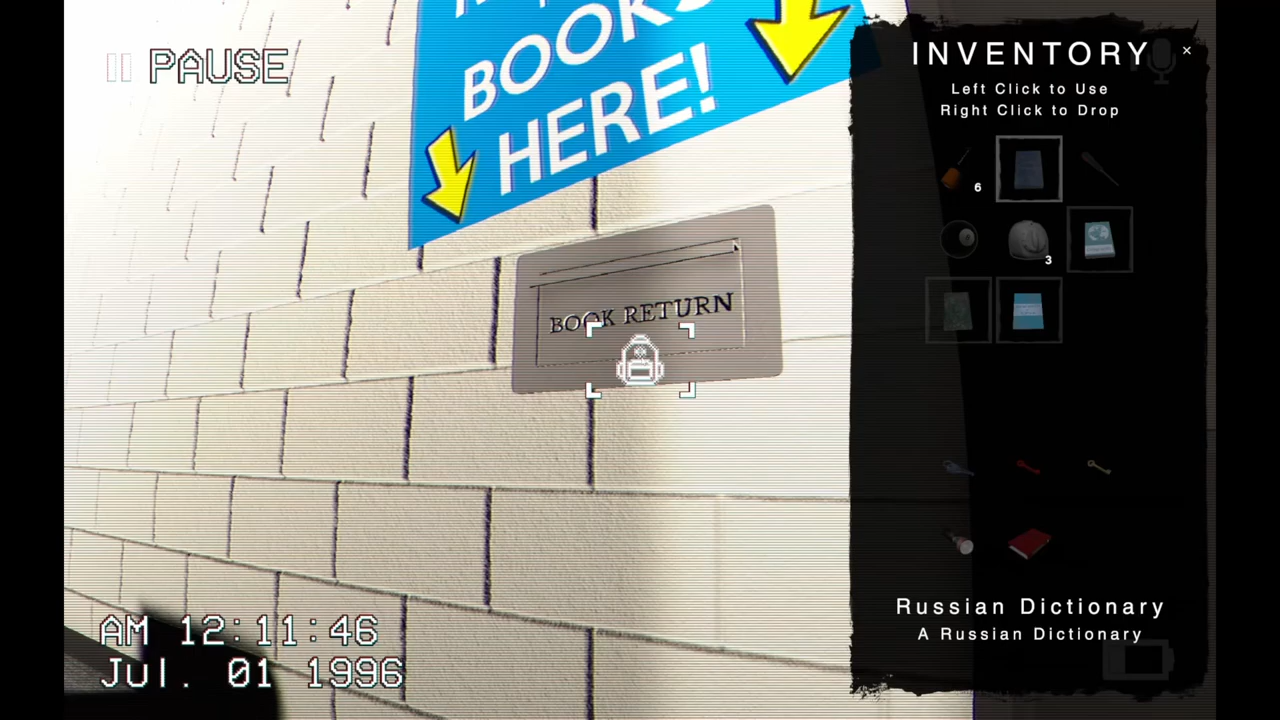 PAUSE
BOOKS
HERE!
BOOK RETURN
AM 12:11:46
Jul. 01 1996
INVENTORY
×
Left Click to Use
Right Click to Drop
6
3
Russian Dictionary
A Russian Dictionary